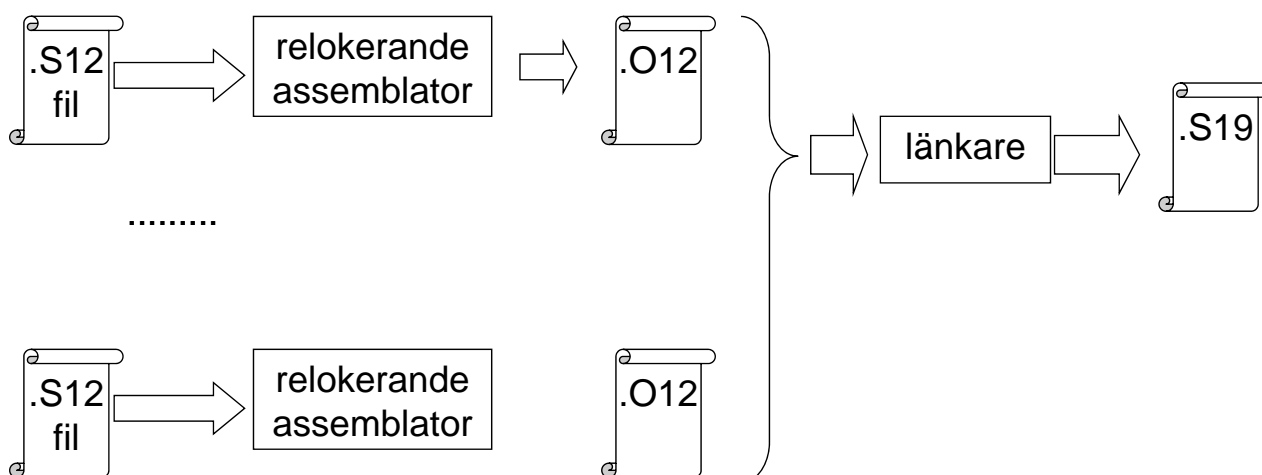 .S12
fil
relokerande
assemblator
.O12
länkare
.S19
.........
.S12
fil
relokerande
assemblator
.O12